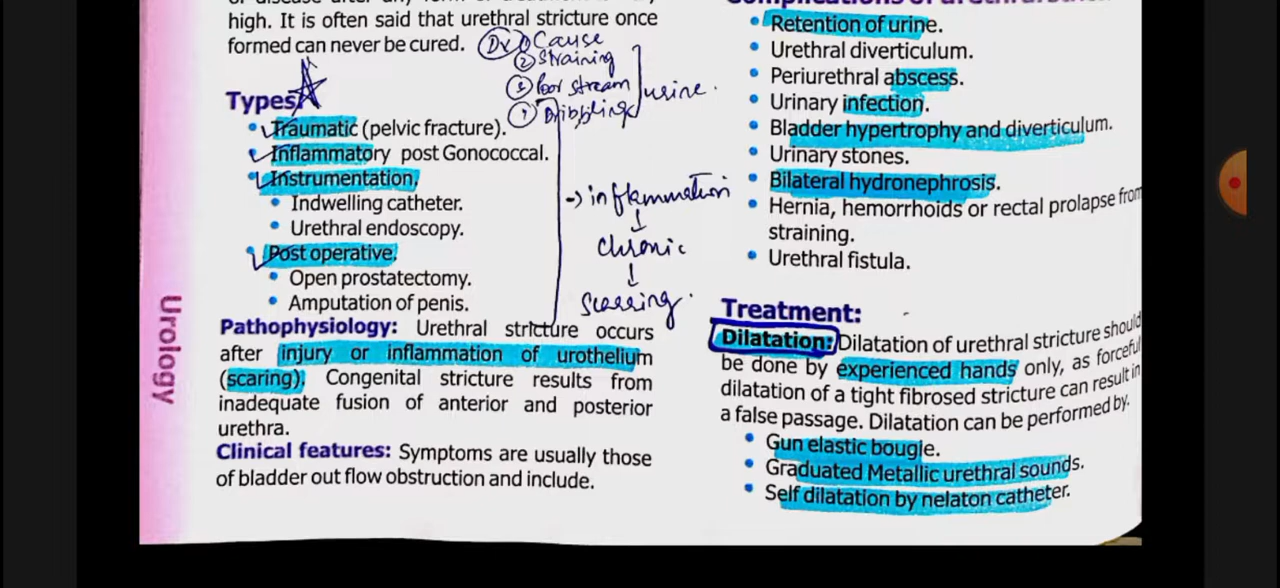 high. It is often said that urethral stricture once
formed can never be cured.
Dx ① Cause
② Straining
③ Poor stream
④ Dribbling
urine.
Types
Traumatic (pelvic fracture).
Inflammatory post Gonococcal.
Instrumentation,
Indwelling catheter.
Urethral endoscopy.
Post operative.
Open prostatectomy.
Amputation of penis.
→ inflammation
↓
chronic
↓
Scarring.
Pathophysiology: Urethral stricture occurs
after injury or inflammation of urothelium
(scaring). Congenital stricture results from
inadequate fusion of anterior and posterior
urethra.
Clinical features: Symptoms are usually those
of bladder out flow obstruction and include.
Urology
Retention of urine.
Urethral diverticulum.
Periurethral abscess.
Urinary infection.
Bladder hypertrophy and diverticulum.
Urinary stones.
Bilateral hydronephrosis.
Hernia, hemorrhoids or rectal prolapse from
straining.
Urethral fistula.
Treatment:
Dilatation: Dilatation of urethral stricture should
be done by experienced hands only, as forceful
dilatation of a tight fibrosed stricture can result in
a false passage. Dilatation can be performed by.
Gun elastic bougie.
Graduated Metallic urethral sounds.
Self dilatation by nelaton catheter.